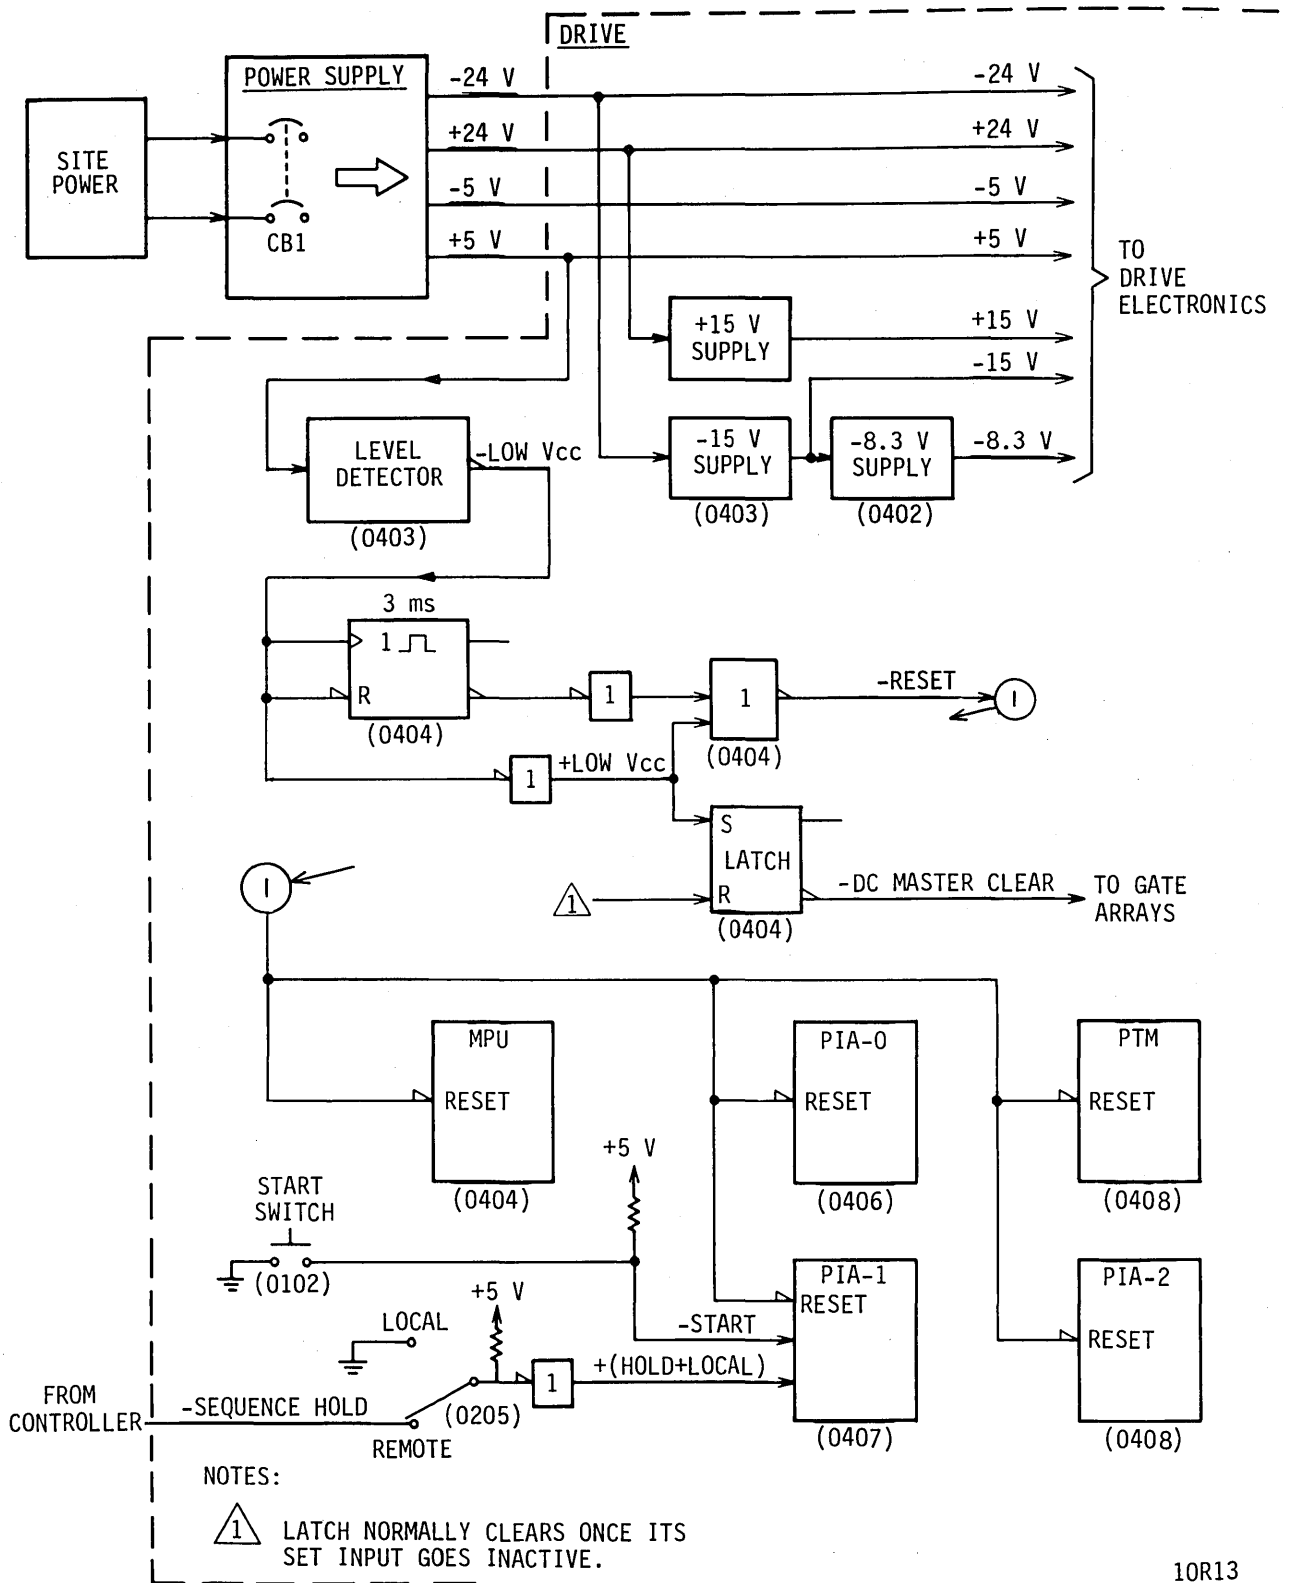 DRIVE
POWER SUPPLY
SITE
POWER
CB1
-24 V
+24 V
-5 V
+5 V
-24 V
+24 V
-5 V
+5 V
+15 V
-15 V
-8.3 V
TO
DRIVE
ELECTRONICS
+15 V
SUPPLY
-15 V
SUPPLY
(0403)
-8.3 V
SUPPLY
(0402)
LEVEL
DETECTOR
(0403)
-LOW Vcc
3 ms
1
R
(0404)
1
1
(0404)
-RESET
I
1
+LOW Vcc
S
LATCH
R
(0404)
1
-DC MASTER CLEAR
TO GATE
ARRAYS
I
MPU
RESET
(0404)
PIA-0
RESET
(0406)
PTM
RESET
(0408)
+5 V
START
SWITCH
(0102)
PIA-1
RESET
(0407)
PIA-2
RESET
(0408)
-START
+5 V
LOCAL
1
+(HOLD+LOCAL)
FROM
CONTROLLER
-SEQUENCE HOLD
(0205)
REMOTE
NOTES:
1 LATCH NORMALLY CLEARS ONCE ITS
SET INPUT GOES INACTIVE.
10R13